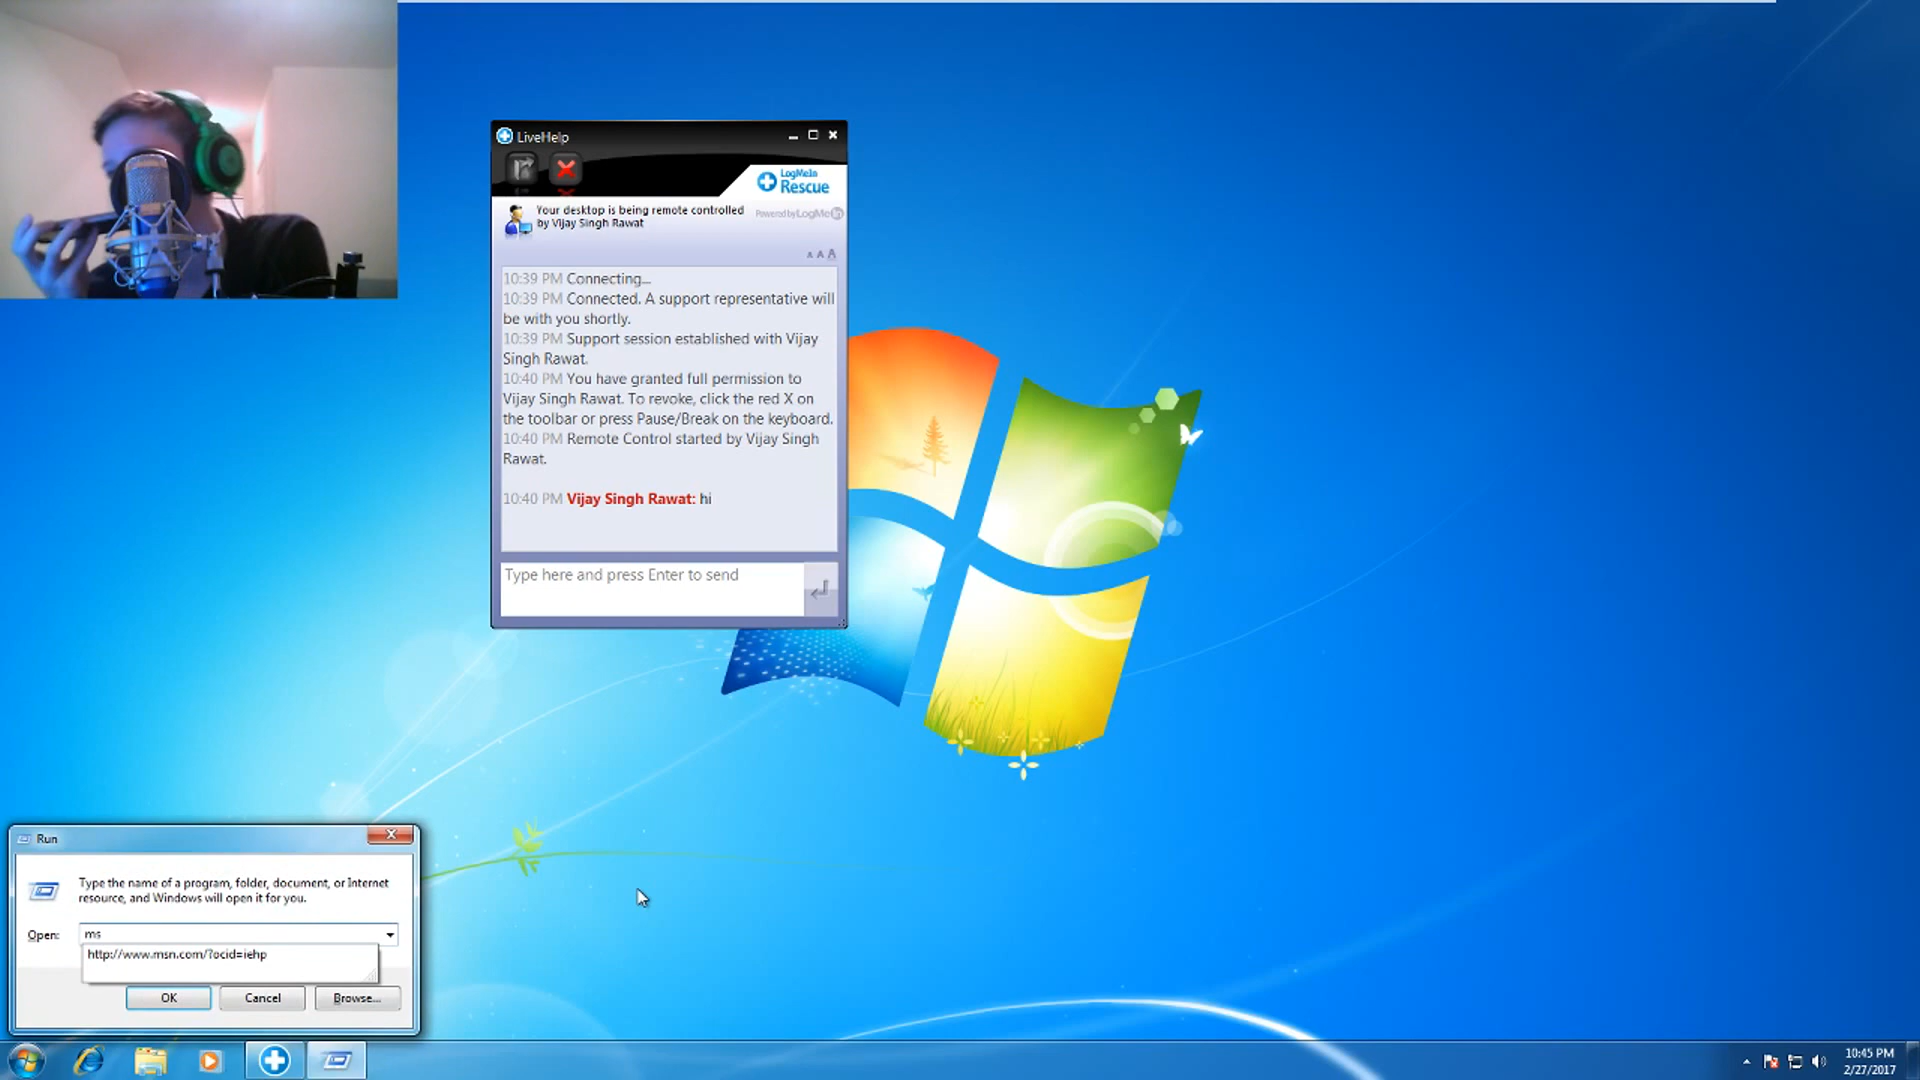 LiveHelp
LogMeIn
Rescue
Your desktop is being remote controlled
by Vijay Singh Rawat
Powered by LogMeIn
A A A
10:39 PM Connecting...
10:39 PM Connected. A support representative will
be with you shortly.
10:39 PM Support session established with Vijay
Singh Rawat.
10:40 PM You have granted full permission to
Vijay Singh Rawat. To revoke, click the red X on
the toolbar or press Pause/Break on the keyboard.
10:40 PM Remote Control started by Vijay Singh
Rawat.
10:40 PM Vijay Singh Rawat: hi
Type here and press Enter to send
Run
Type the name of a program, folder, document, or Internet
resource, and Windows will open it for you.
Open: ms
http://www.msn.com/?ocid=iehp
OK Cancel Browse...
10:45 PM
2/27/2017